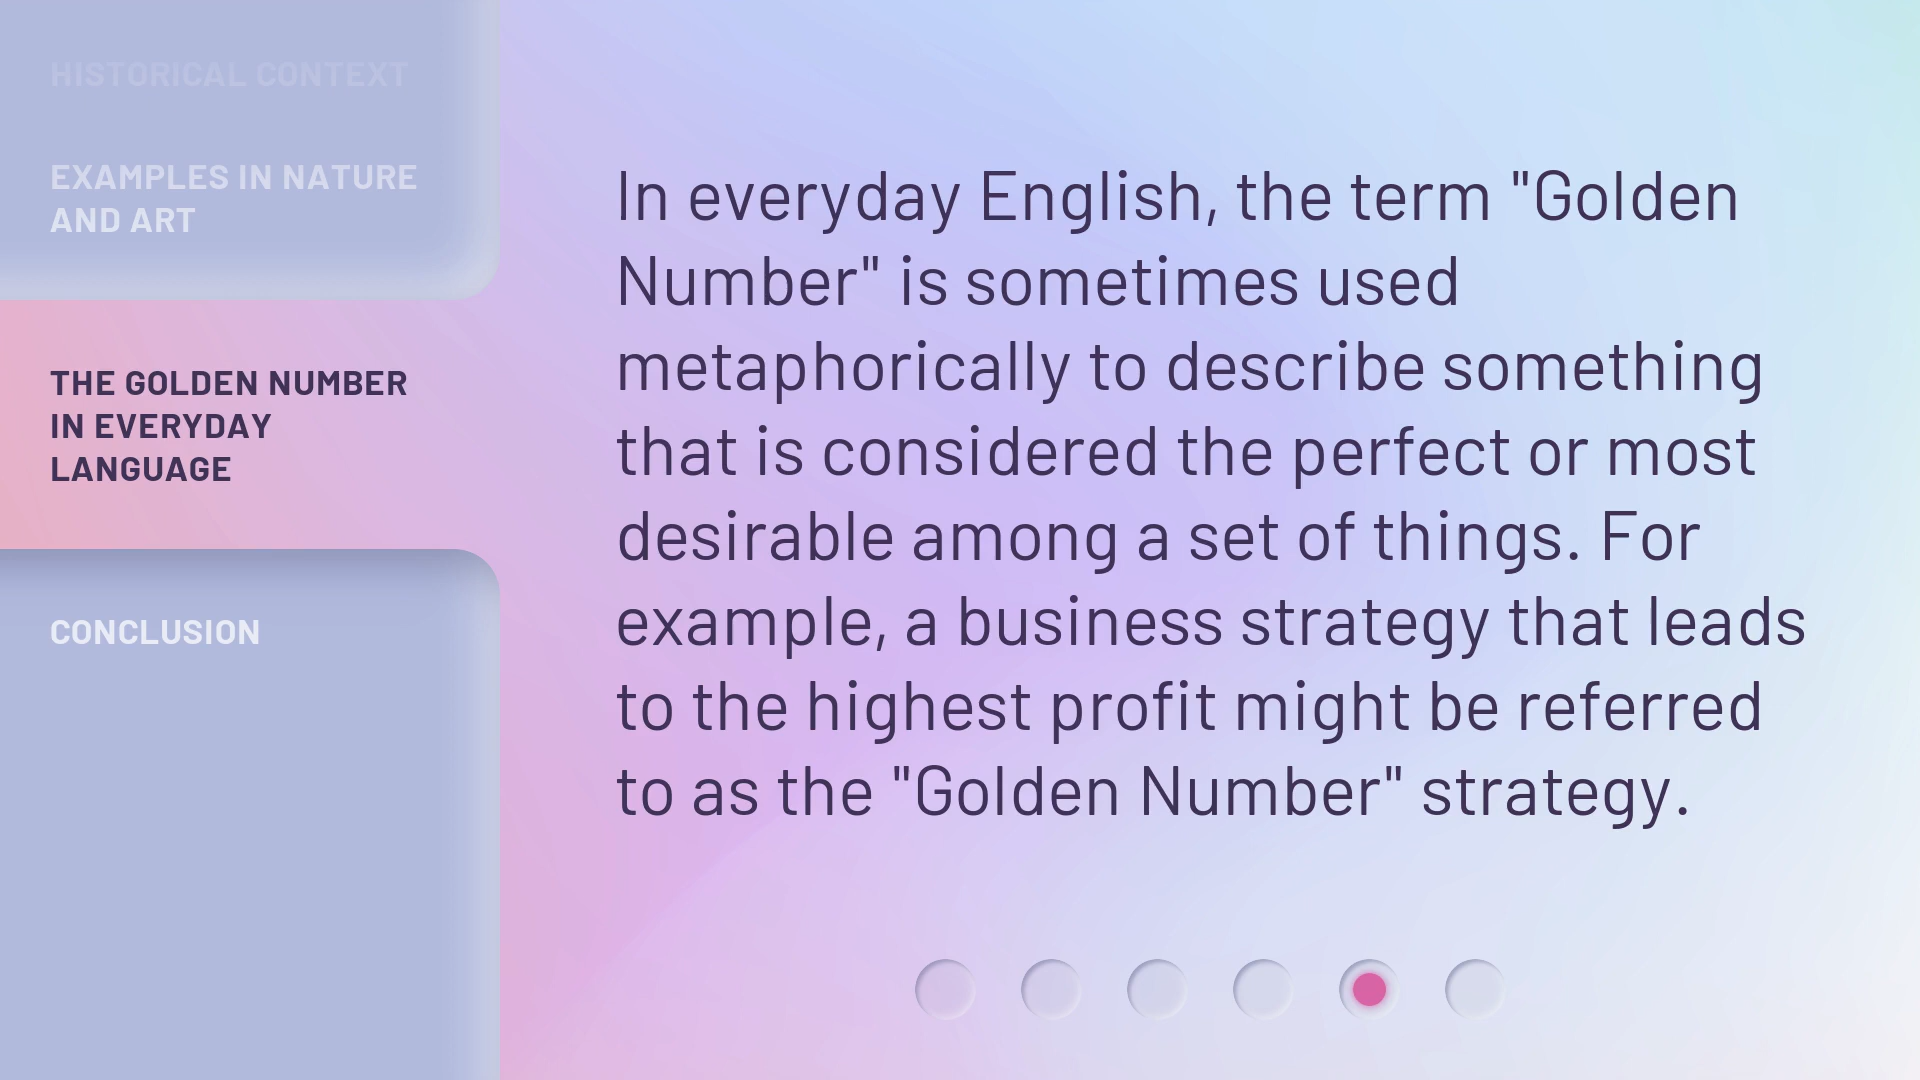 HISTORICAL CONTEXT
EXAMPLES IN NATURE
AND ART
THE GOLDEN NUMBER
IN EVERYDAY
LANGUAGE
CONCLUSION
In everyday English, the term "Golden
Number" is sometimes used
metaphorically to describe something
that is considered the perfect or most
desirable among a set of things. For
example, a business strategy that leads
to the highest profit might be referred
to as the "Golden Number" strategy.